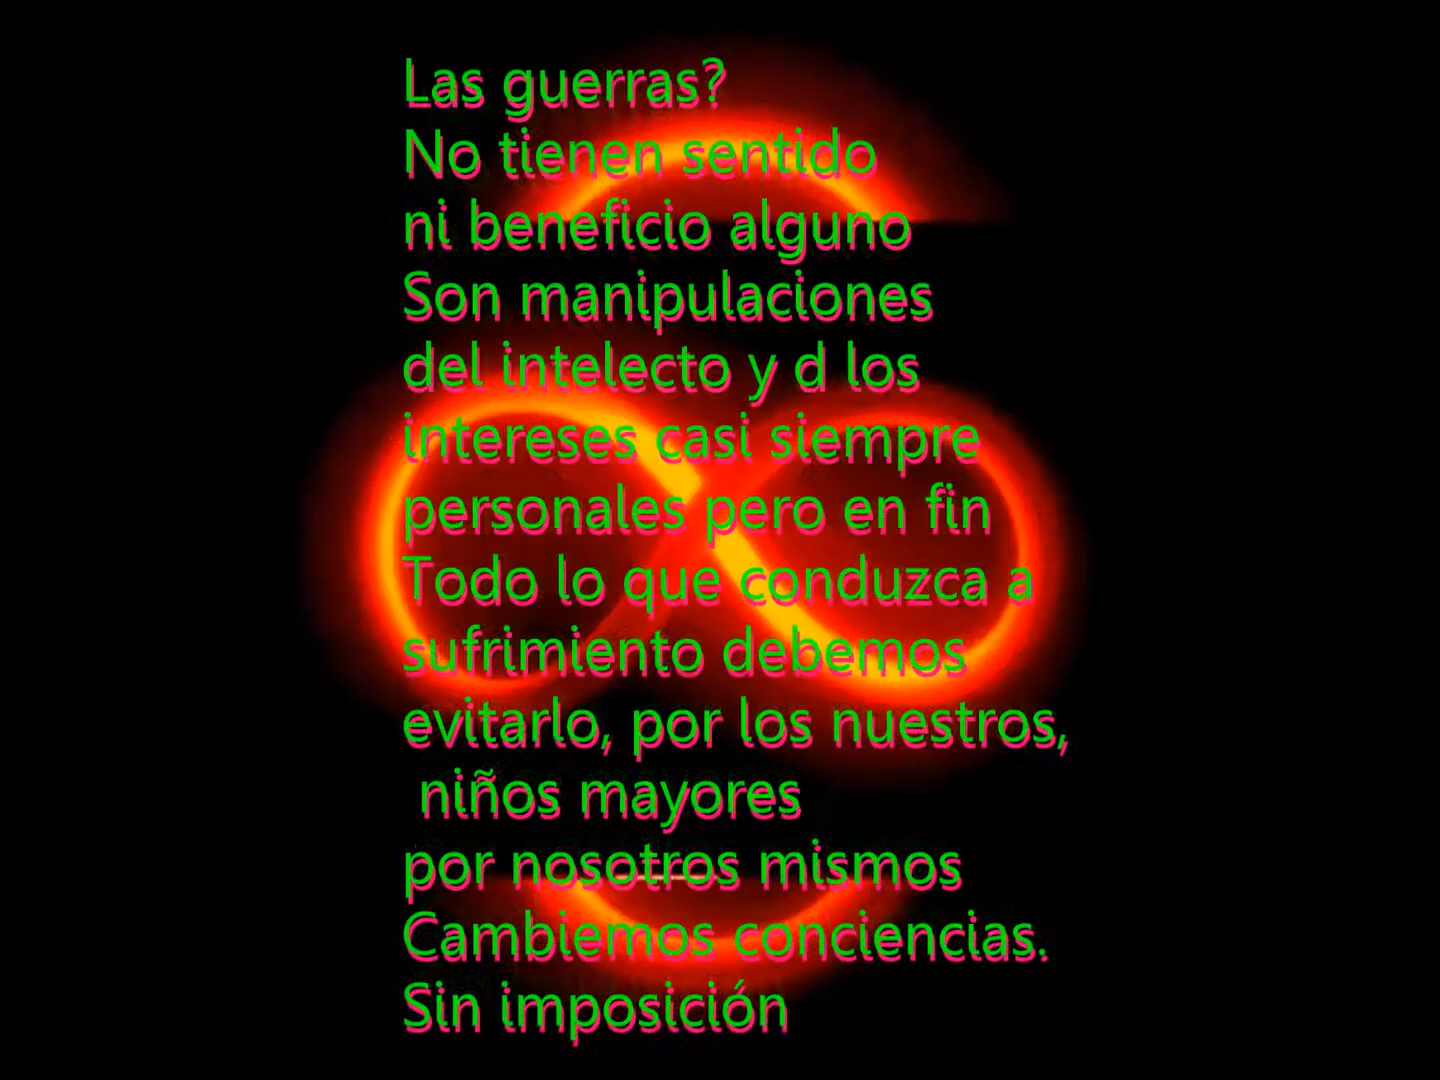 Las guerras?
No tienen sentido
ni beneficio alguno
Son manipulaciones
del intelecto y d los
intereses casi siempre
personales pero en fin
Todo lo que conduzca a
sufrimiento debemos
evitarlo, por los nuestros,
niños mayores
por nosotros mismos
Cambiemos conciencias.
Sin imposición